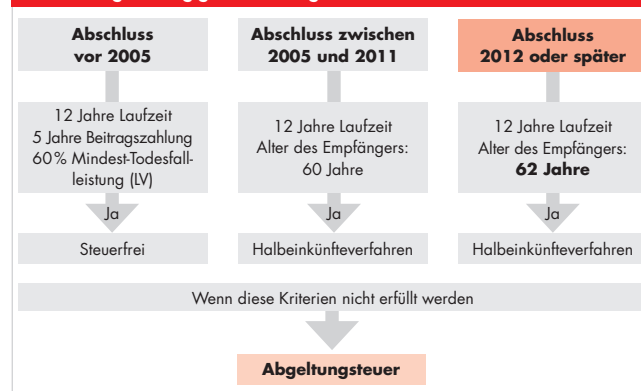 Abschluss
vor 2005
12 Jahre Laufzeit
5 Jahre Beitragszahlung
60% Mindest-Todesfall-
leistung (LV)
Ja
Steuerfrei
Abschluss zwischen
2005 und 2011
12 Jahre Laufzeit
Alter des Empfängers:
60 Jahre
Ja
Halbeinkünfteverfahren
Abschluss
2012 oder später
12 Jahre Laufzeit
Alter des Empfängers:
62 Jahre
Ja
Halbeinkünfteverfahren
Wenn diese Kriterien nicht erfüllt werden
Abgeltungsteuer